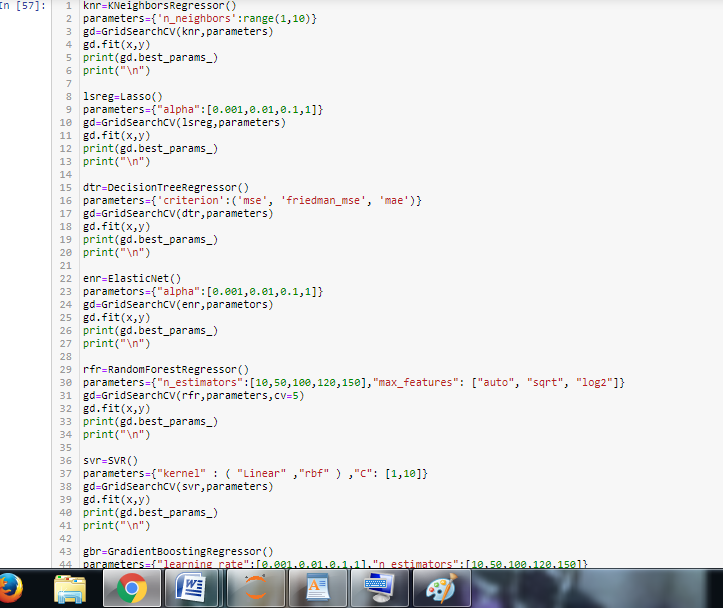 In [57]:
1 knr=KNeighborsRegressor()
2 parameters={'n_neighbors':range(1,10)}
3 gd=GridSearchCV(knr,parameters)
4 gd.fit(x,y)
5 print(gd.best_params_)
6 print("\n")
7
8 lsreg=Lasso()
9 parameters={"alpha":[0.001,0.01,0.1,1]}
10 gd=GridSearchCV(lsreg,parameters)
11 gd.fit(x,y)
12 print(gd.best_params_)
13 print("\n")
14
15 dtr=DecisionTreeRegressor()
16 parameters={'criterion':('mse', 'friedman_mse', 'mae')}
17 gd=GridSearchCV(dtr,parameters)
18 gd.fit(x,y)
19 print(gd.best_params_)
20 print("\n")
21
22 enr=ElasticNet()
23 parametors={"alpha":[0.001,0.01,0.1,1]}
24 gd=GridSearchCV(enr,parametors)
25 gd.fit(x,y)
26 print(gd.best_params_)
27 print("\n")
28
29 rfr=RandomForestRegressor()
30 parameters={"n_estimators":[10,50,100,120,150],"max_features": ["auto", "sqrt", "log2"]}
31 gd=GridSearchCV(rfr,parameters,cv=5)
32 gd.fit(x,y)
33 print(gd.best_params_)
34 print("\n")
35
36 svr=SVR()
37 parameters={"kernel" : ( "Linear" ,"rbf" ) ,"C": [1,10]}
38 gd=GridSearchCV(svr,parameters)
39 gd.fit(x,y)
40 print(gd.best_params_)
41 print("\n")
42
43 gbr=GradientBoostingRegressor()
44 parameters={"learning_rate":[0.001,0.01,0.1,1],"n_estimators":[10,50,100,120,150]}